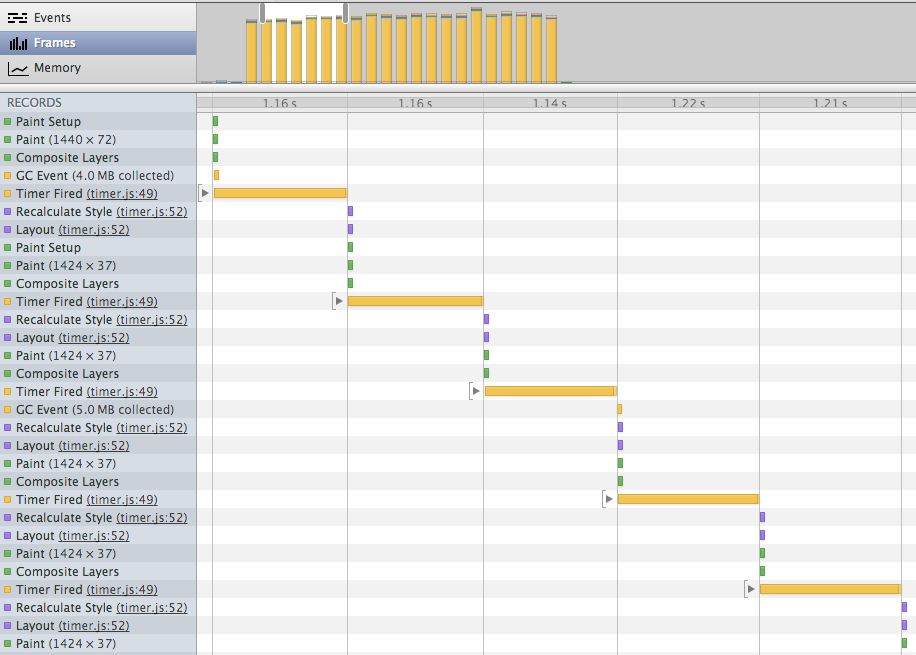 Events
Frames
Memory
RECORDS
1.16 s
1.16 s
1.14 s
1.22 s
1.21 s
Paint Setup
Paint (1440 × 72)
Composite Layers
GC Event (4.0 MB collected)
Timer Fired (timer.js:49)
Recalculate Style (timer.js:52)
Layout (timer.js:52)
Paint Setup
Paint (1424 × 37)
Composite Layers
Timer Fired (timer.js:49)
Recalculate Style (timer.js:52)
Layout (timer.js:52)
Paint (1424 × 37)
Composite Layers
Timer Fired (timer.js:49)
GC Event (5.0 MB collected)
Recalculate Style (timer.js:52)
Layout (timer.js:52)
Paint (1424 × 37)
Composite Layers
Timer Fired (timer.js:49)
Recalculate Style (timer.js:52)
Layout (timer.js:52)
Paint (1424 × 37)
Composite Layers
Timer Fired (timer.js:49)
Recalculate Style (timer.js:52)
Layout (timer.js:52)
Paint (1424 × 37)